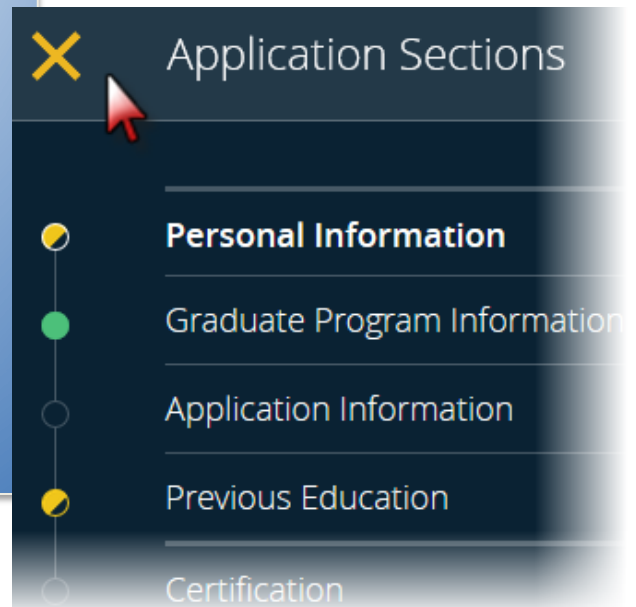 Application Sections
Personal Information
Graduate Program Information
Application Information
Previous Education
Certification